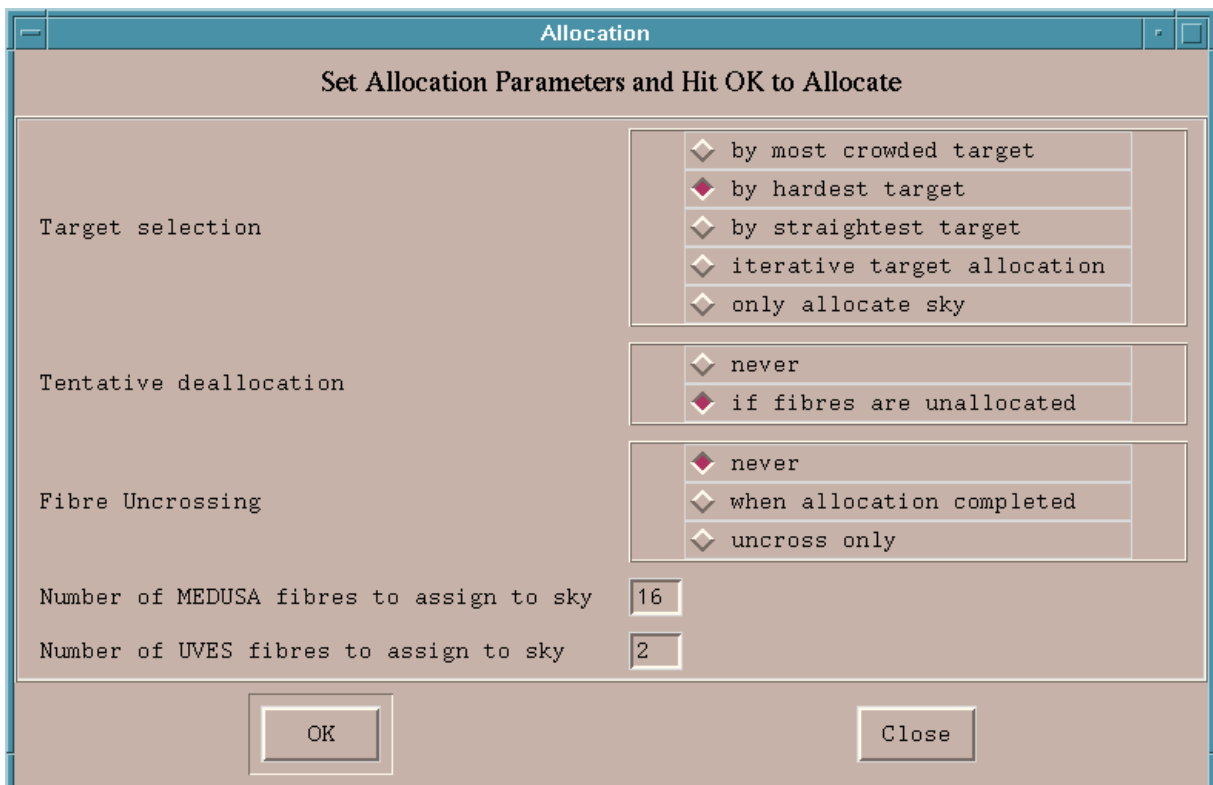 Allocation
Set Allocation Parameters and Hit OK to Allocate
Target selection
by most crowded target
by hardest target
by straightest target
iterative target allocation
only allocate sky
Tentative deallocation
never
if fibres are unallocated
Fibre Uncrossing
never
when allocation completed
uncross only
Number of MEDUSA fibres to assign to sky 16
Number of UVES fibres to assign to sky 2
OK Close